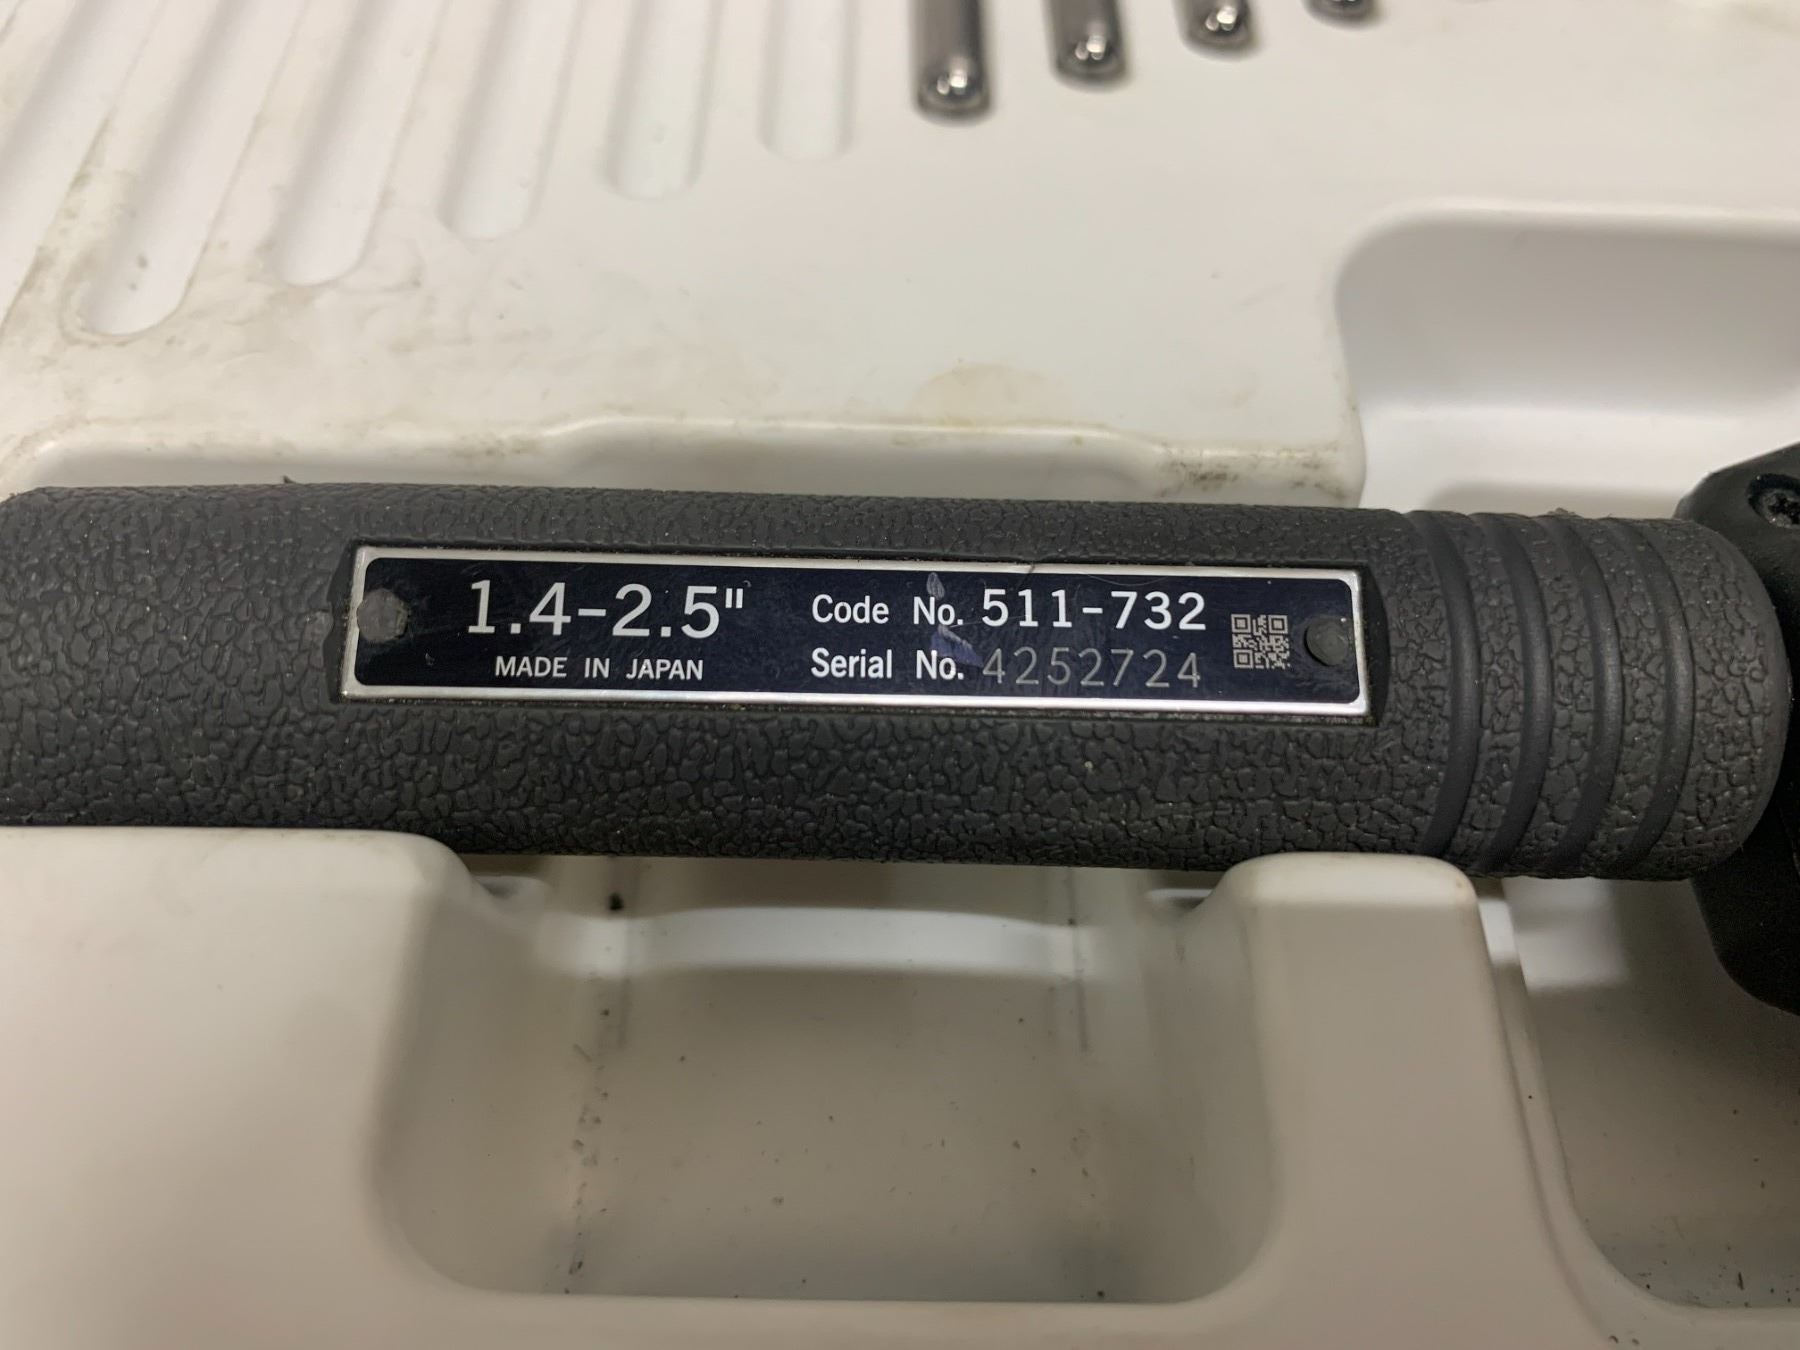 1.4-2.5"
MADE IN JAPAN
Code No. 511-732
Serial No. 4252724